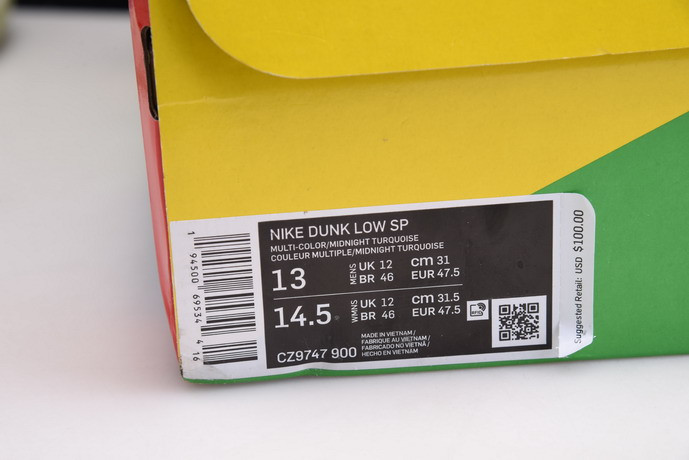 NIKE DUNK LOW SP
MULTI-COLOR/MIDNIGHT TURQUOISE
COULEUR MULTIPLE/MIDNIGHT TURQUOISE
13 MENS UK 12 cm 31
BR 46 EUR 47.5
14.5 WMNS UK 12 cm 31.5
BR 46 EUR 47.5
RFID
MADE IN VIETNAM /
FABRIQUE AU VIETNAM /
FABRICADO NO VIETNÃ /
HECHO EN VIETNAM
CZ9747 900
1 94500 69534 4 16
Suggested Retail: USD $100.00